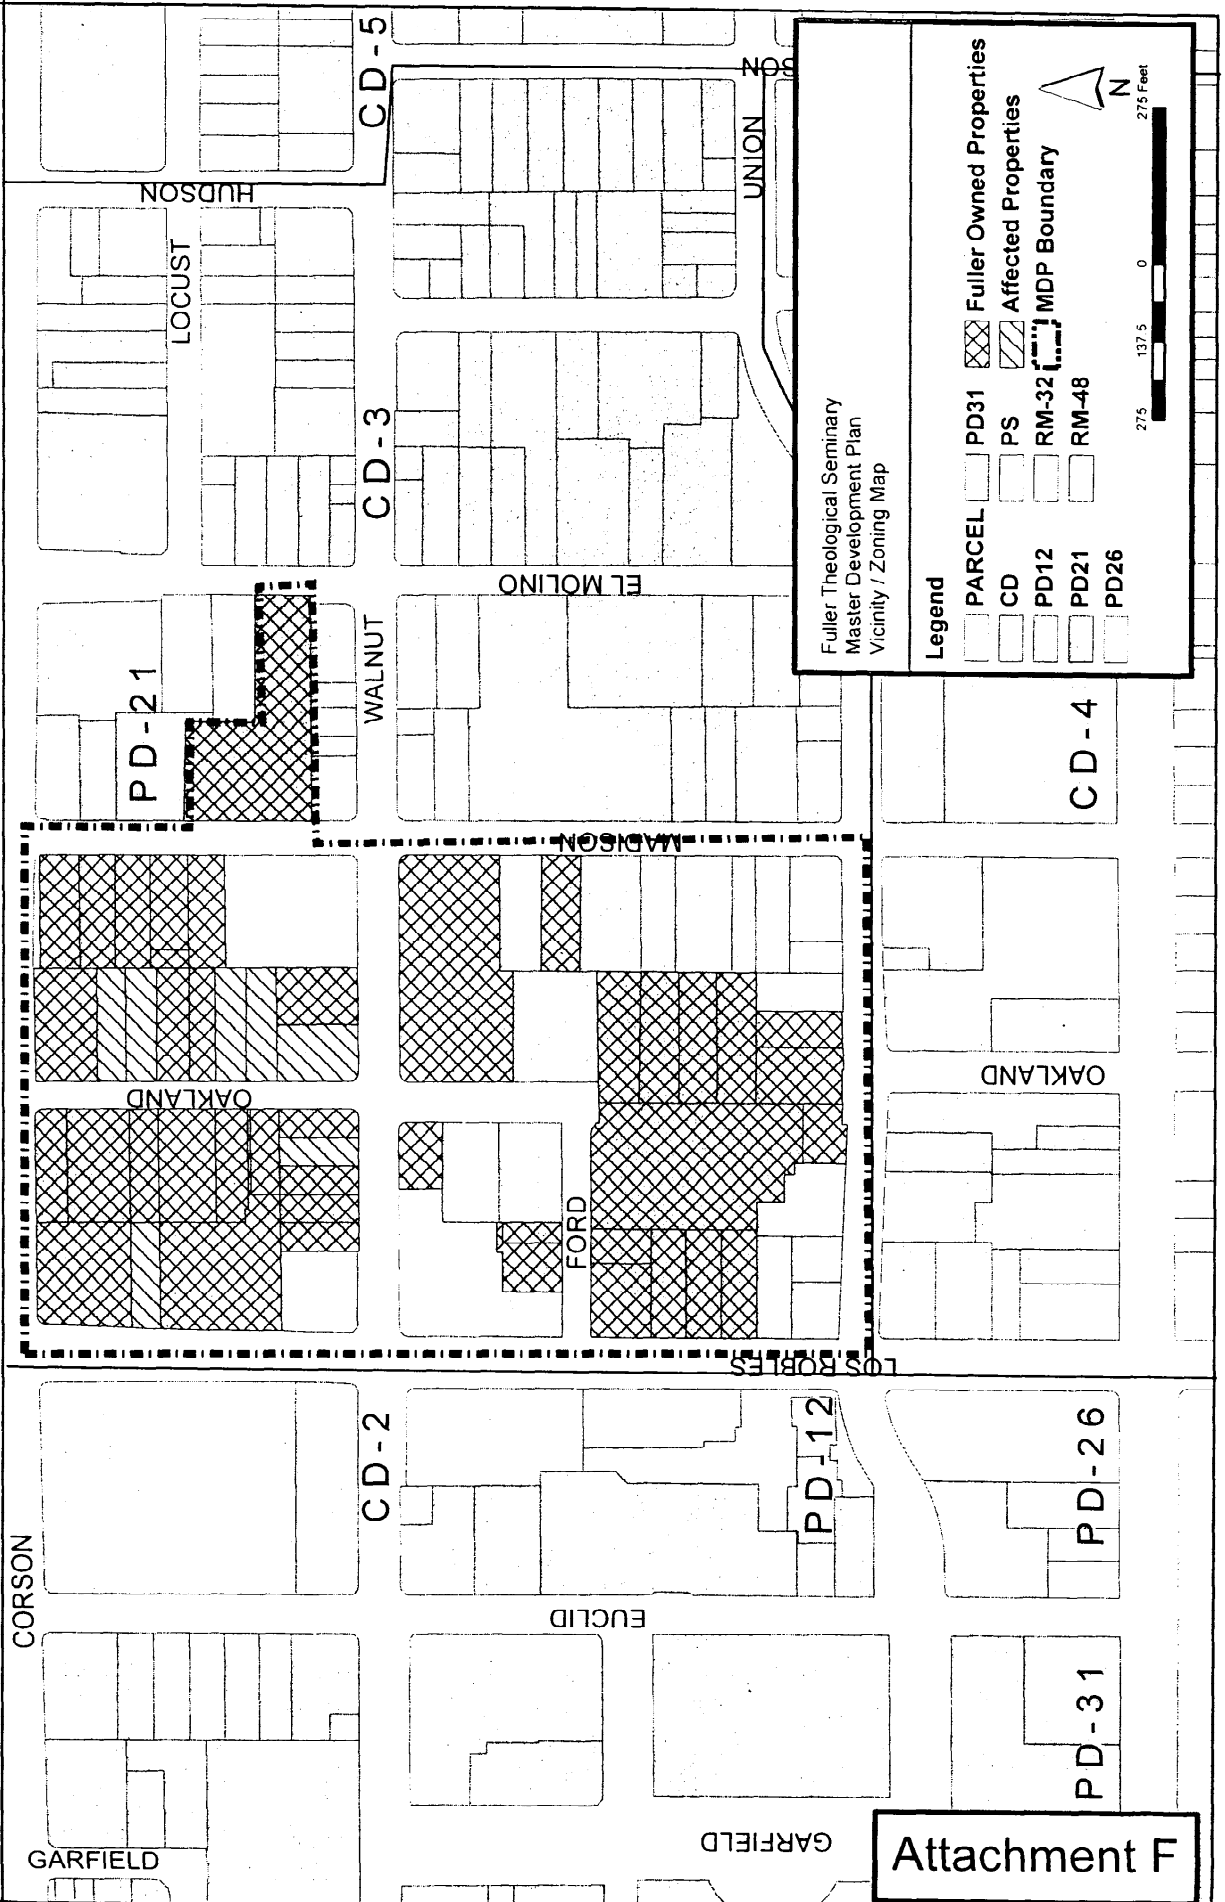 CORSON
GARFIELD
GARFIELD
EUCLID
LOS ROBLES
CD-2
PD-12
PD-26
PD-31
OAKLAND
OAKLAND
FORD
MADISON
PD-21
WALNUT
EL MOLINO
CD-3
CD-4
LOCUST
HUDSON
CD-5
UNION
SON
Fuller Theological Seminary
Master Development Plan
Vicinity / Zoning Map
Legend
PARCEL
CD
PD12
PD21
PD26
PD31
PS
RM-32
RM-48
Fuller Owned Properties
Affected Properties
MDP Boundary
N
275 137.5 0 275 Feet
Attachment F